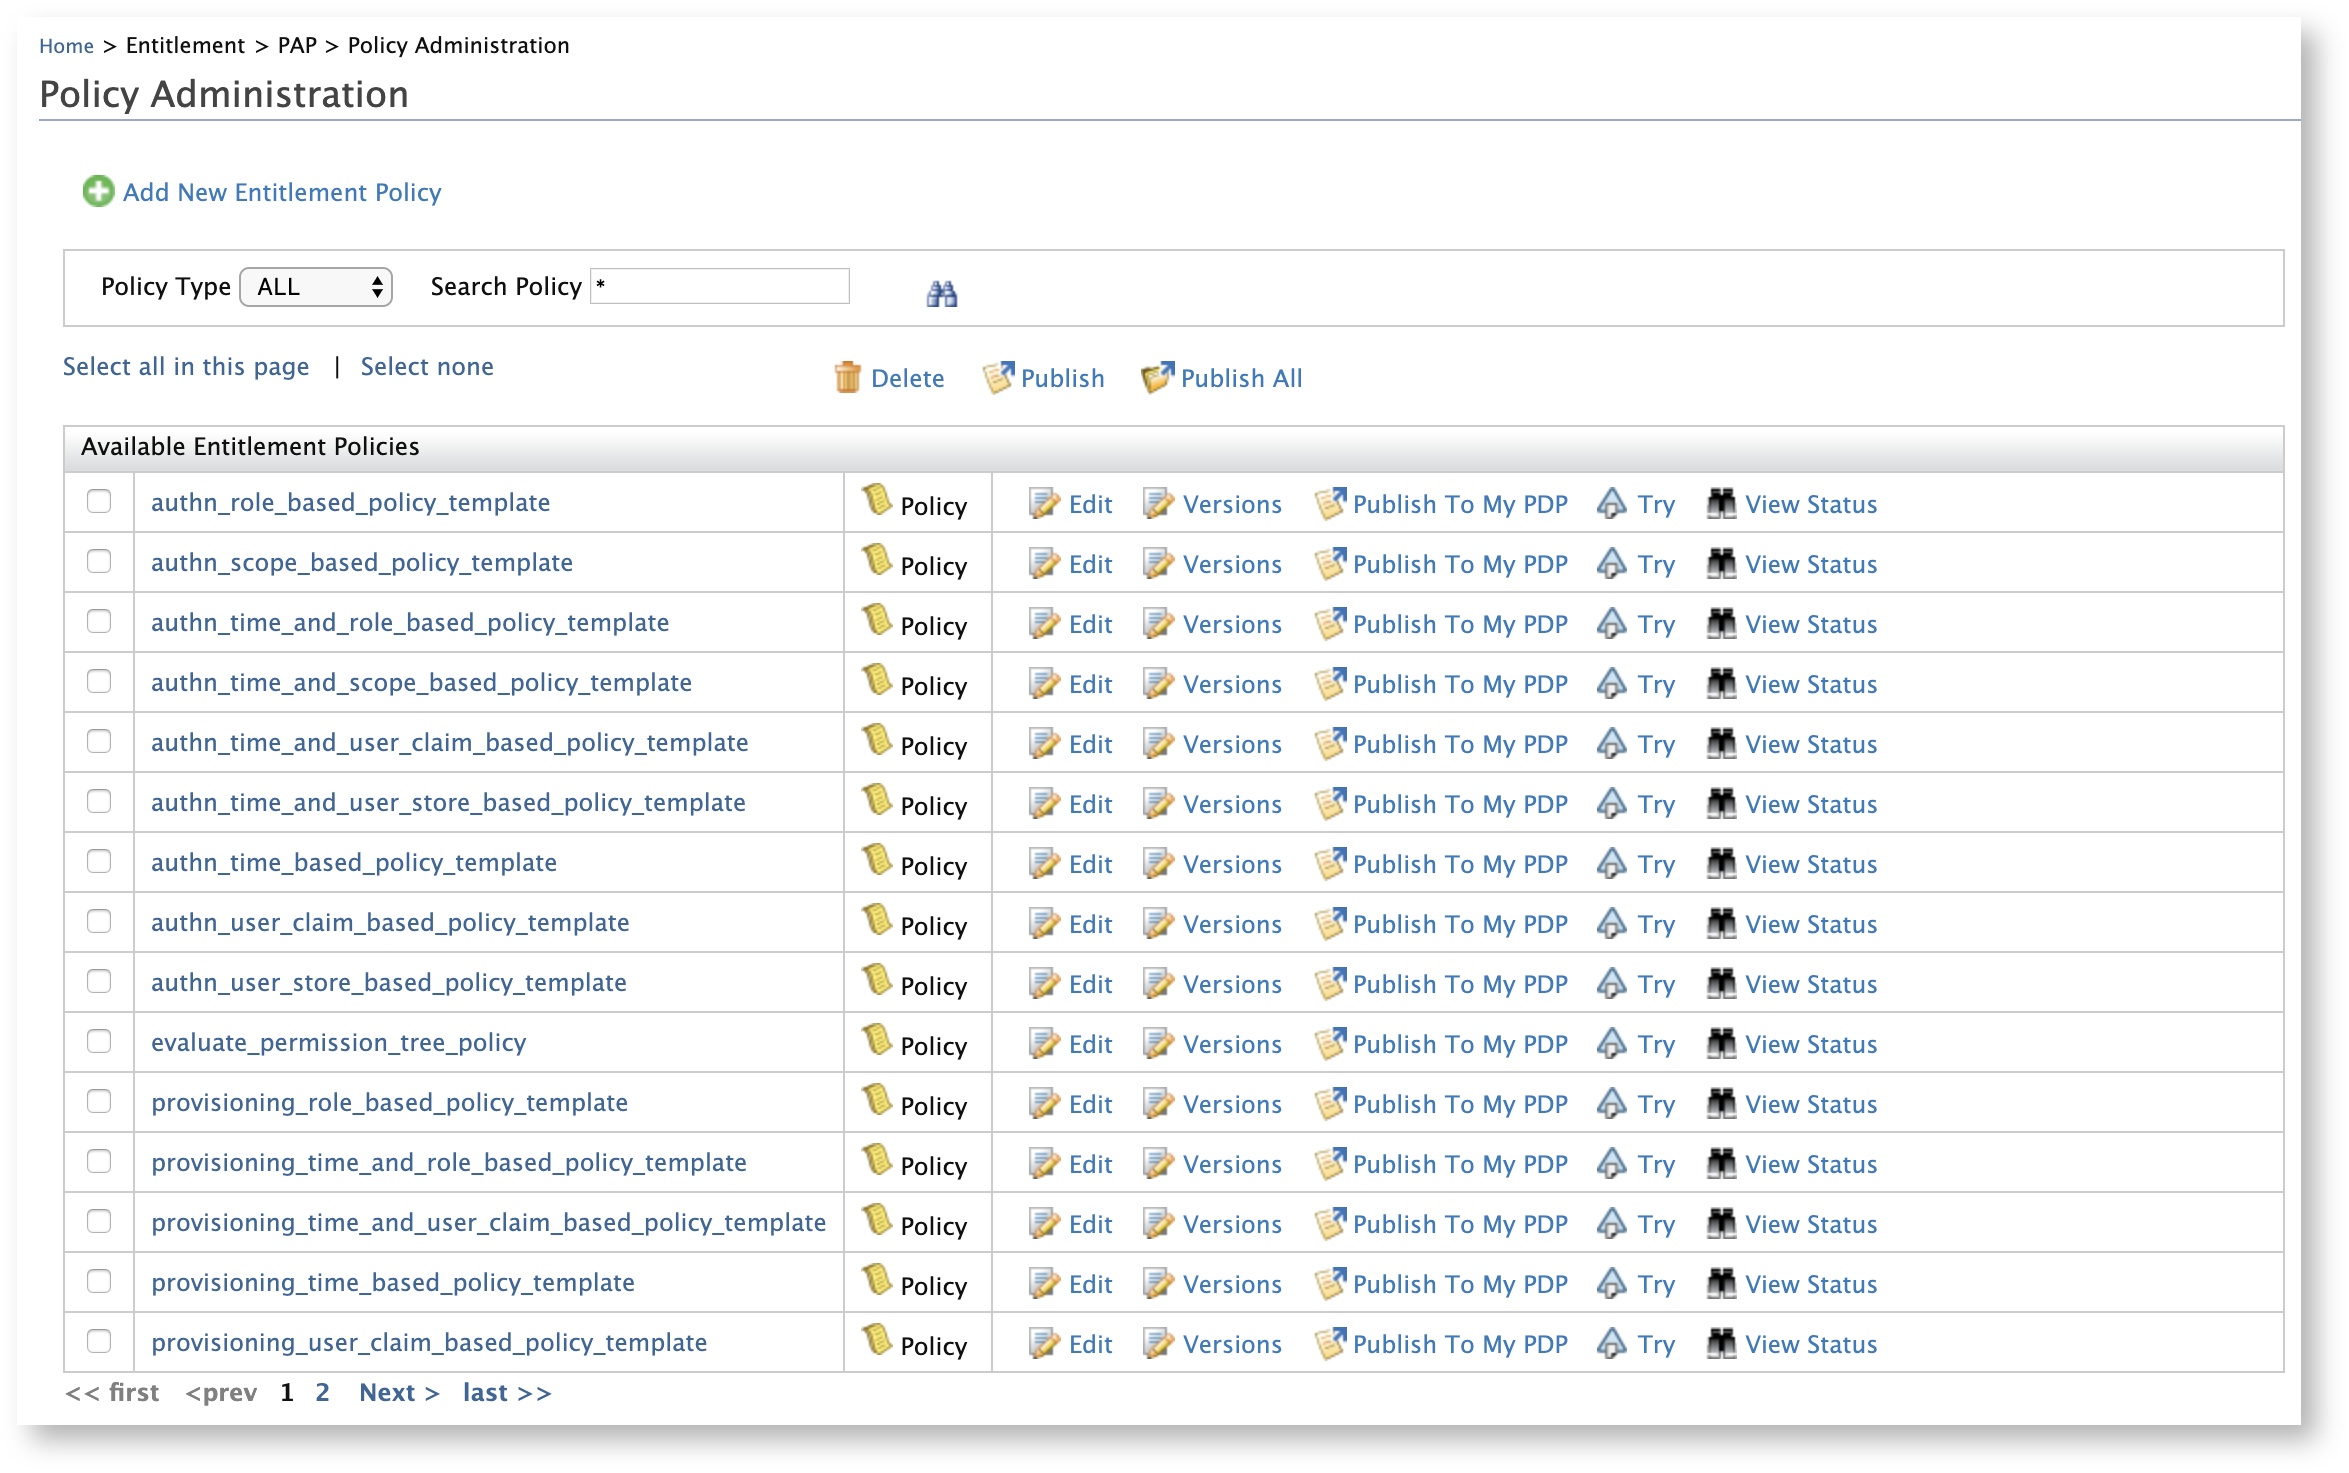 Home > Entitlement > PAP > Policy Administration
Policy Administration
Add New Entitlement Policy
Policy Type ALL Search Policy *
Select all in this page | Select none Delete Publish Publish All
Available Entitlement Policies
authn_role_based_policy_template Policy Edit Versions Publish To My PDP Try View Status
authn_scope_based_policy_template Policy Edit Versions Publish To My PDP Try View Status
authn_time_and_role_based_policy_template Policy Edit Versions Publish To My PDP Try View Status
authn_time_and_scope_based_policy_template Policy Edit Versions Publish To My PDP Try View Status
authn_time_and_user_claim_based_policy_template Policy Edit Versions Publish To My PDP Try View Status
authn_time_and_user_store_based_policy_template Policy Edit Versions Publish To My PDP Try View Status
authn_time_based_policy_template Policy Edit Versions Publish To My PDP Try View Status
authn_user_claim_based_policy_template Policy Edit Versions Publish To My PDP Try View Status
authn_user_store_based_policy_template Policy Edit Versions Publish To My PDP Try View Status
evaluate_permission_tree_policy Policy Edit Versions Publish To My PDP Try View Status
provisioning_role_based_policy_template Policy Edit Versions Publish To My PDP Try View Status
provisioning_time_and_role_based_policy_template Policy Edit Versions Publish To My PDP Try View Status
provisioning_time_and_user_claim_based_policy_template Policy Edit Versions Publish To My PDP Try View Status
provisioning_time_based_policy_template Policy Edit Versions Publish To My PDP Try View Status
provisioning_user_claim_based_policy_template Policy Edit Versions Publish To My PDP Try View Status
<< first <prev 1 2 Next > last >>